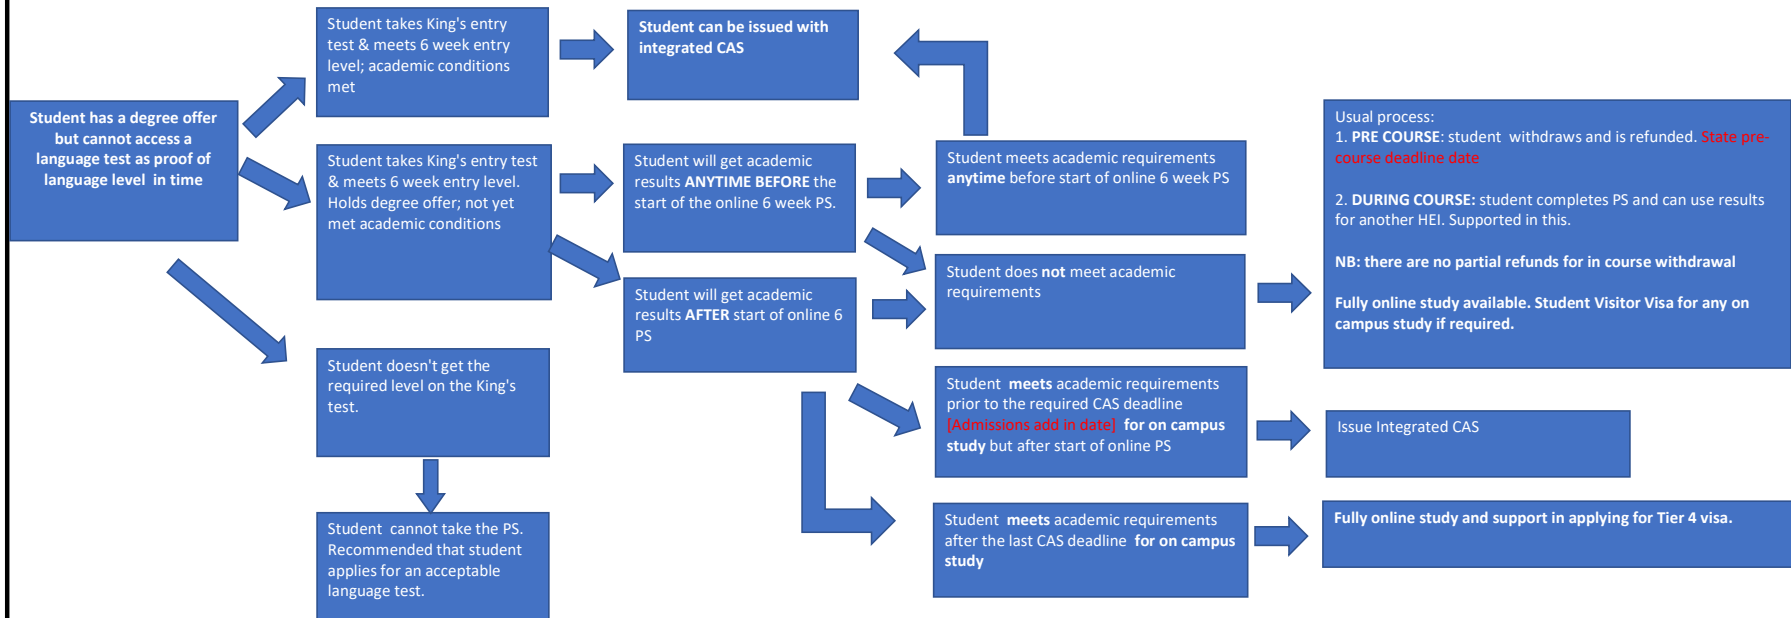 Student has a degree offer
but cannot access a
language test as proof of
language level  in time
Student takes King's entry
test & meets 6 week entry
level; academic conditions
met
Student can be issued with
integrated CAS
Student takes King's entry test
& meets 6 week entry level.
Holds degree offer; not yet
met academic conditions
Student will get academic
results ANYTIME BEFORE the
start of the online 6 week PS.
Student meets academic requirements
anytime before start of online 6 week PS
Student will get academic
results AFTER start of online 6
PS
Student does not meet academic
requirements
Usual process:
1. PRE COURSE: student  withdraws and is refunded. State pre-
course deadline date
2. DURING COURSE: student completes PS and can use results
for another HEI. Supported in this.
NB: there are no partial refunds for in course withdrawal
Fully online study available. Student Visitor Visa for any on
campus study if required.
Student doesn't get the
required level on the King's
test.
Student  meets academic requirements
prior to the required CAS deadline
[Admissions add in date]  for on campus
study but after start of online PS
Issue Integrated CAS
Student  cannot take the PS.
Recommended that student
applies for an acceptable
language test.
Student  meets academic requirements
after the last CAS deadline  for on campus
study
Fully online study and support in applying for Tier 4 visa.